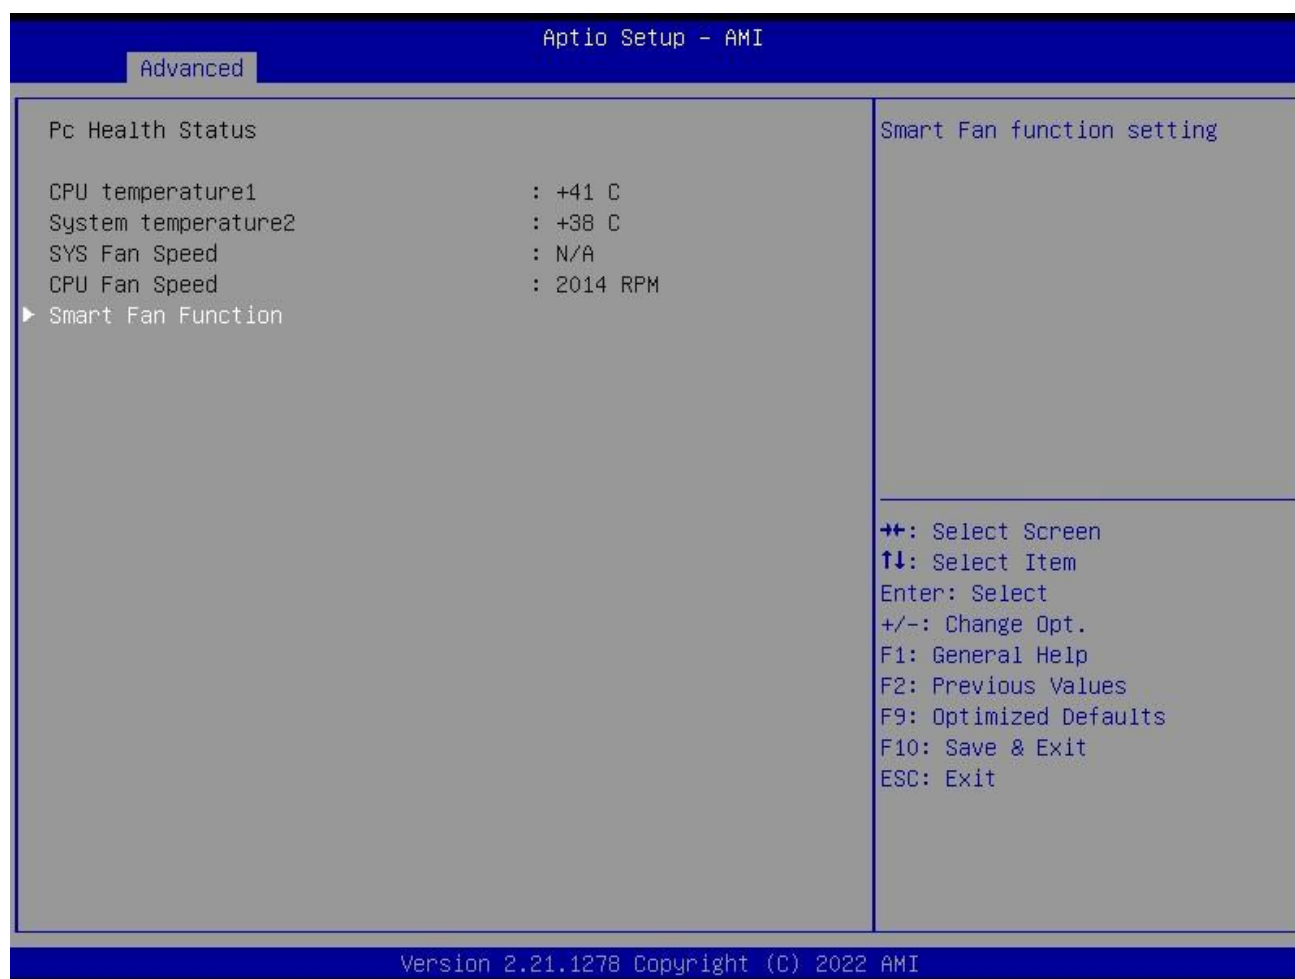 Aptio Setup – AMI
Advanced
Pc Health Status
CPU temperature1 : +41 C
System temperature2 : +38 C
SYS Fan Speed : N/A
CPU Fan Speed : 2014 RPM
▶ Smart Fan Function
Smart Fan function setting
→←: Select Screen
↑↓: Select Item
Enter: Select
+/-: Change Opt.
F1: General Help
F2: Previous Values
F9: Optimized Defaults
F10: Save & Exit
ESC: Exit
Version 2.21.1278 Copyright (C) 2022 AMI